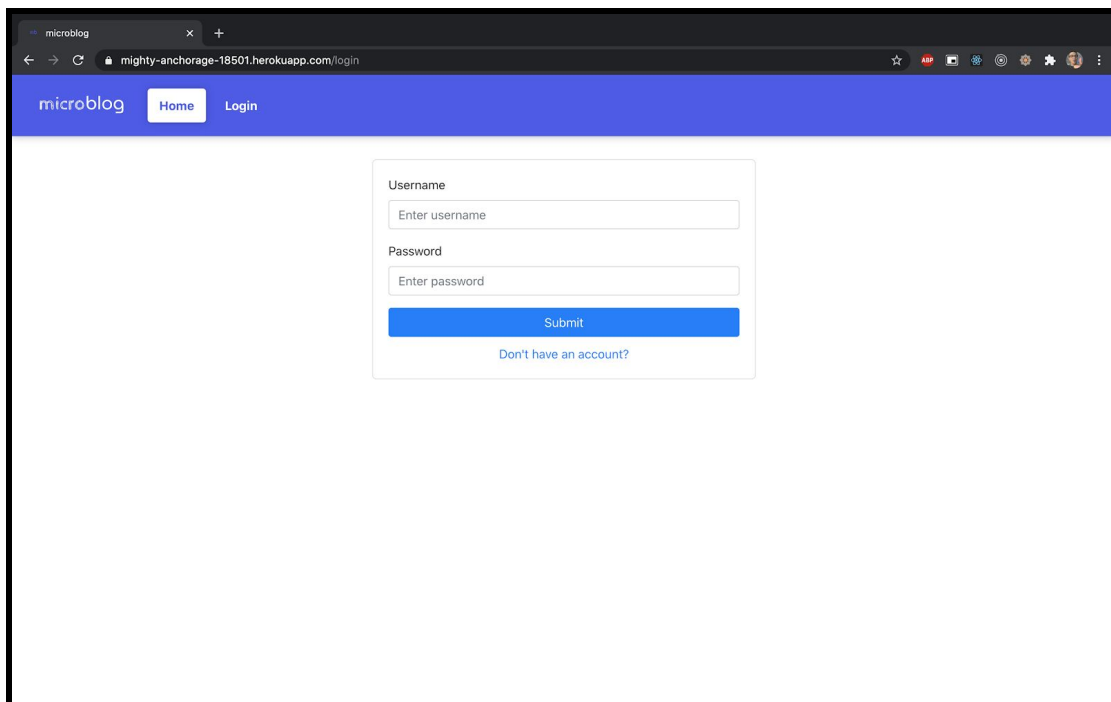 microblog
mighty-anchorage-18501.herokuapp.com/login
ABP
microblog Home Login
Username
Enter username
Password
Enter password
Submit
Don't have an account?